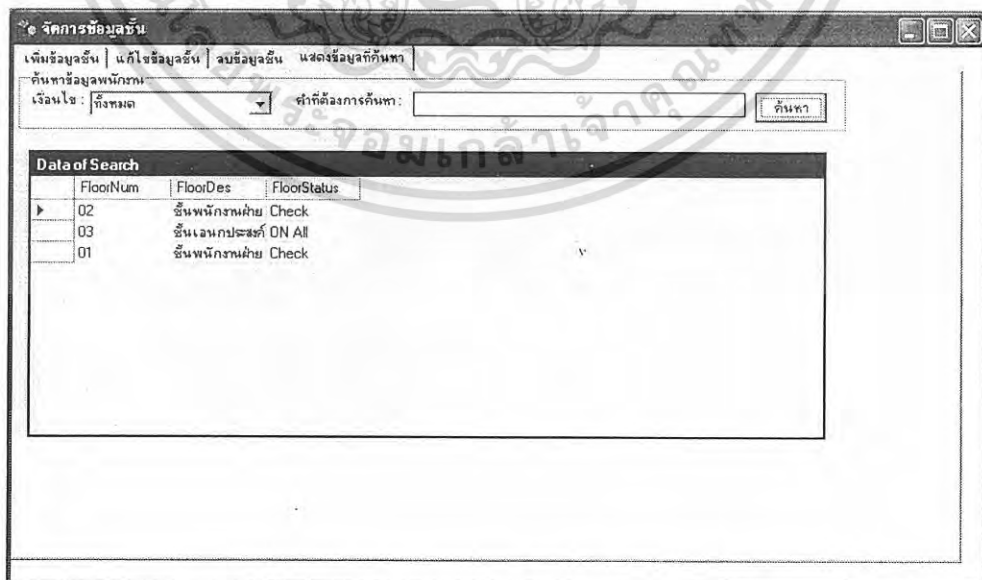 จัดการข้อมูลชั้น
เพิ่มข้อมูลชั้น แก้ไขข้อมูลชั้น ลบข้อมูลชั้น แสดงข้อมูลที่ค้นหา
ค้นหาข้อมูลพนักงาน
เงื่อนไข : ทั้งหมด คำที่ต้องการค้นหา : ค้นหา
Data of Search
FloorNum FloorDes FloorStatus
02 ชั้นพนักงานฝ่าย Check
03 ชั้นเอนกประสงค์ ON All
01 ชั้นพนักงานฝ่าย Check